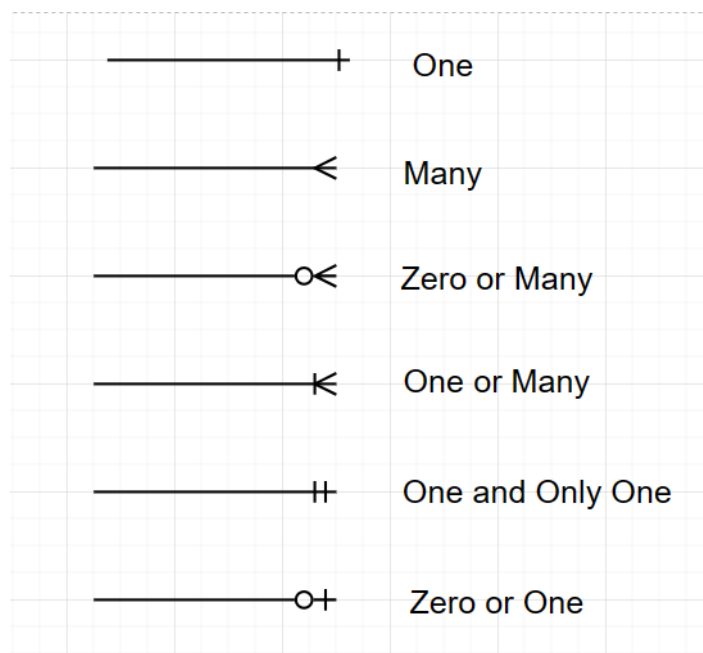 One
Many
Zero or Many
One or Many
One and Only One
Zero or One